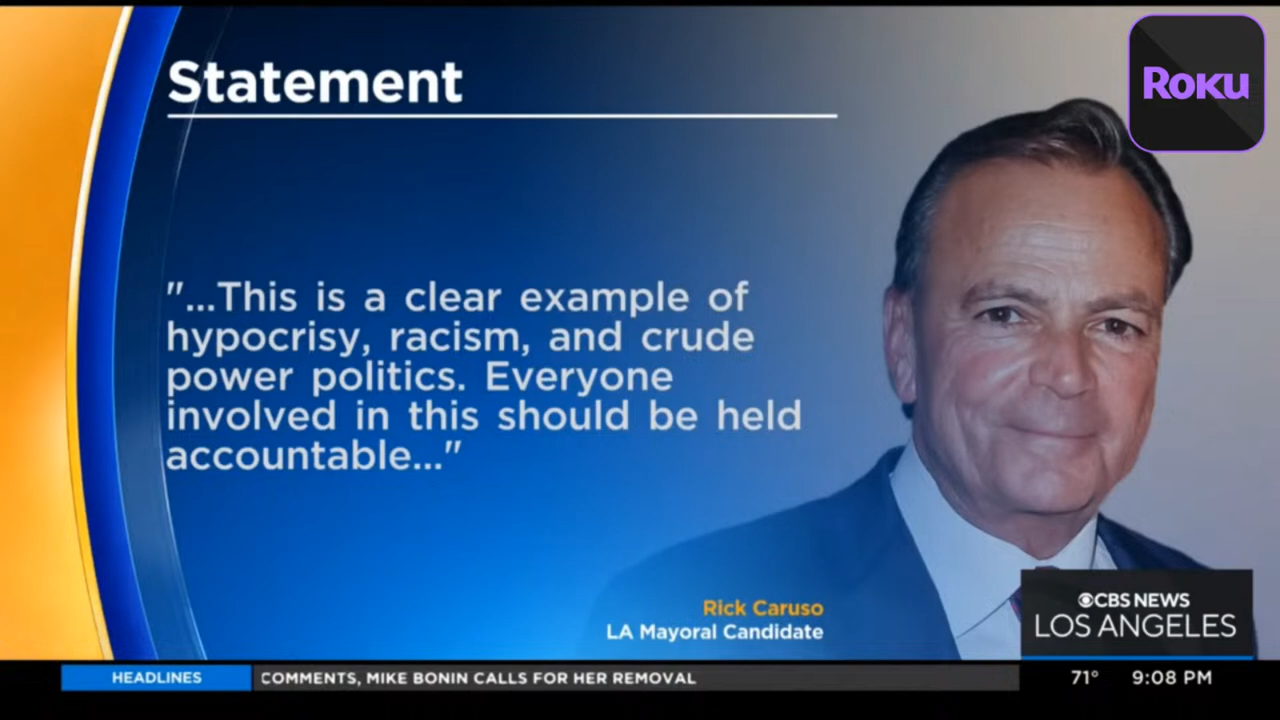 Statement
Roku
"...This is a clear example of
hypocrisy, racism, and crude
power politics. Everyone
involved in this should be held
accountable..."
Rick Caruso
LA Mayoral Candidate
CBS NEWS
LOS ANGELES
HEADLINES
COMMENTS, MIKE BONIN CALLS FOR HER REMOVAL
71° 9:08 PM